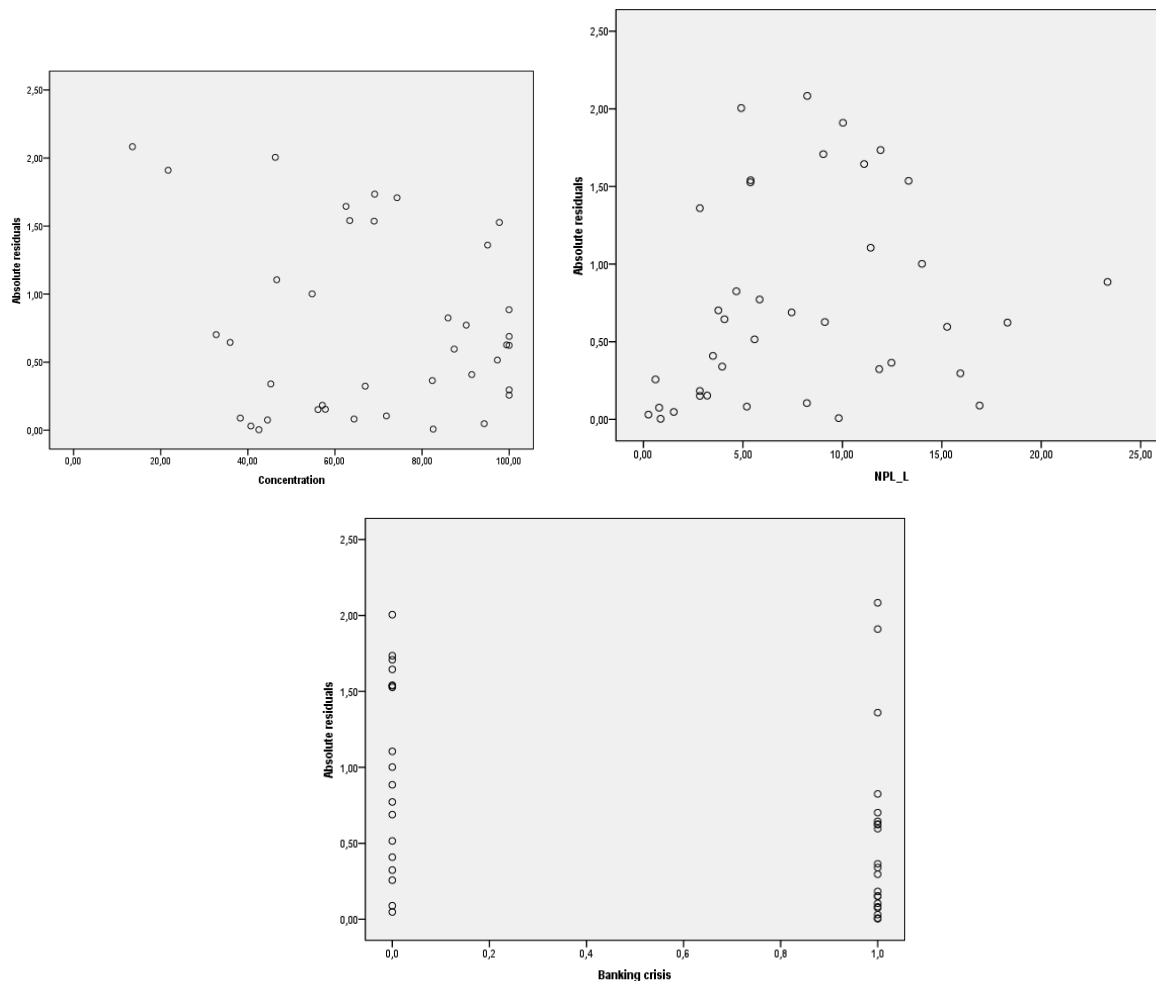 2,50
2,00
1,50
1,00
0,50
0,00
Absolute residuals
0,00 20,00 40,00 60,00 80,00 100,00
Concentration
2,50
2,00
1,50
1,00
0,50
0,00
Absolute residuals
0,00 5,00 10,00 15,00 20,00 25,00
NPL_L
2,50
2,00
1,50
1,00
0,50
0,00
Absolute residuals
0,0 0,2 0,4 0,6 0,8 1,0
Banking crisis